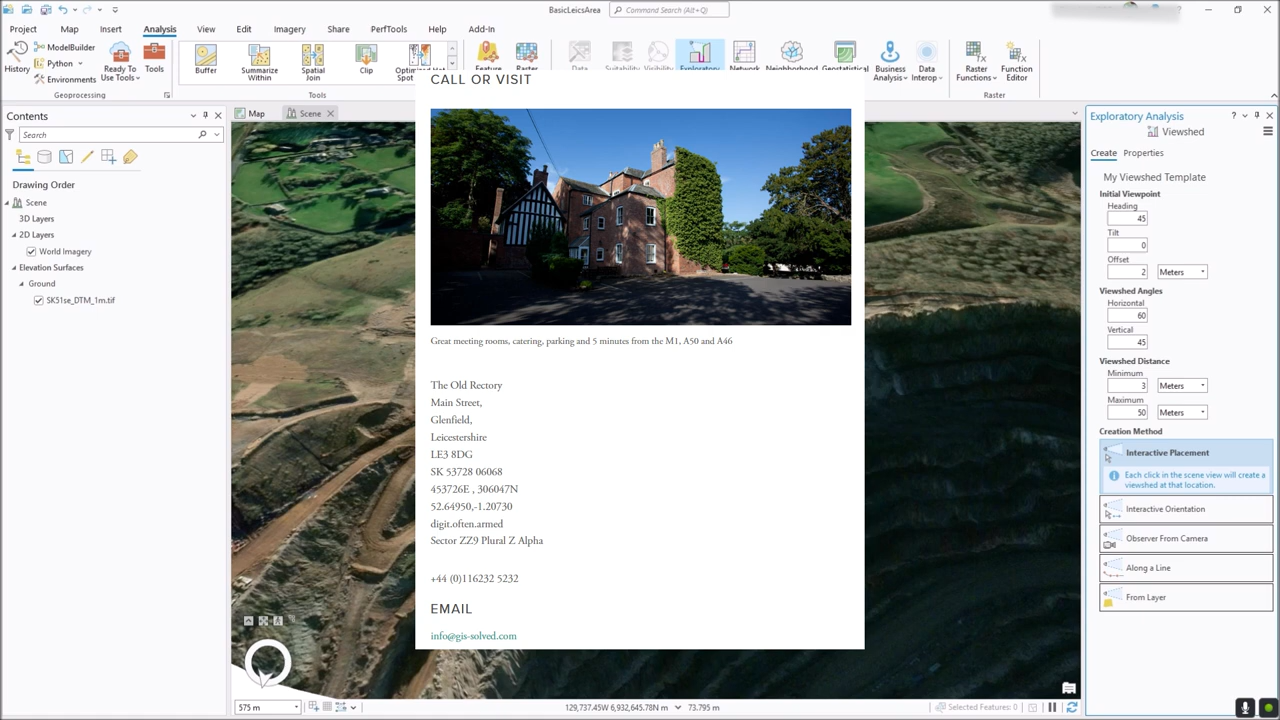 BasicLeicsArea
Command Search (Alt+Q)
Project Map Insert Analysis View Edit Imagery Share PerfTools Help Add-In
History
ModelBuilder
Python
Environments
Ready To Use Tools
Tools
Geoprocessing
Buffer
Summarize Within
Spatial Join
Clip
Spot
Tools
Feature
Raster
Data
Suitability
Visibility
Exploratory
Network
Neighborhood
Geostatistical
Business Analysis
Data Interop
Raster Functions
Function Editor
Raster
Contents
Search
Drawing Order
Scene
3D Layers
2D Layers
World Imagery
Elevation Surfaces
Ground
SK51se_DTM_1m.tif
Map
Scene
CALL OR VISIT
Great meeting rooms, catering, parking and 5 minutes from the M1, A50 and A46
The Old Rectory
Main Street,
Glenfield,
Leicestershire
LE3 8DG
SK 53728 06068
453726E , 306047N
52.64950,-1.20730
digit.often.armed
Sector ZZ9 Plural Z Alpha
+44 (0)116232 5232
EMAIL
info@gis-solved.com
575 m
129,737.45W 6,932,645.78N m
73.795 m
Selected Features: 0
Exploratory Analysis
Viewshed
Create Properties
My Viewshed Template
Initial Viewpoint
Heading
45
Tilt
0
Offset
2 Meters
Viewshed Angles
Horizontal
60
Vertical
45
Viewshed Distance
Minimum
3 Meters
Maximum
50 Meters
Creation Method
Interactive Placement
Each click in the scene view will create a
viewshed at that location.
Interactive Orientation
Observer From Camera
Along a Line
From Layer